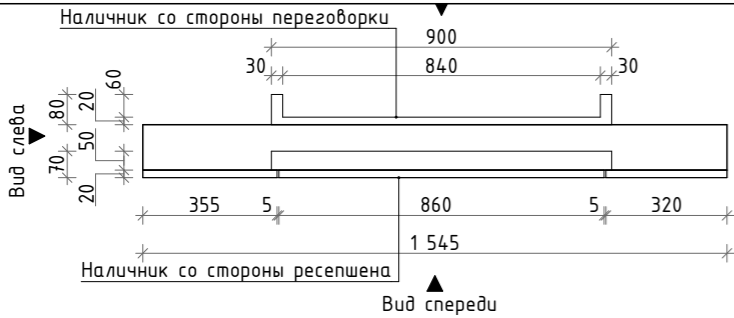 Наличник со стороны переговорки
900
30 840 30
60
20
80
50
70
20
Вид слева
355 5 860 5 320
1 545
Наличник со стороны ресепшена
Вид спереди